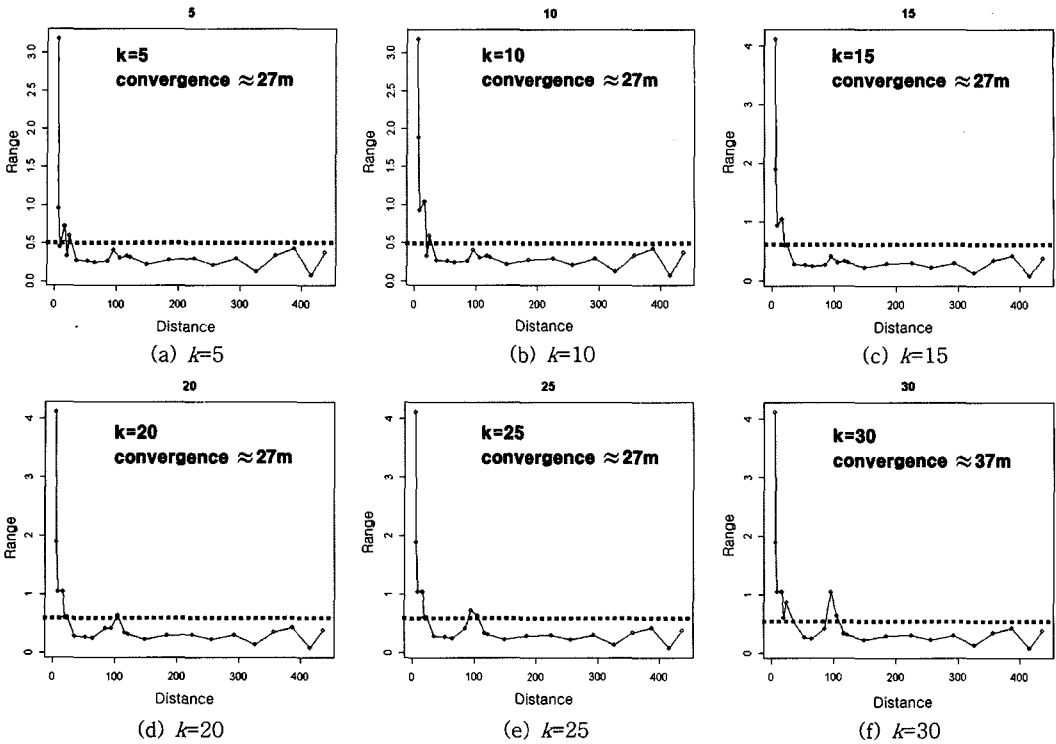 5
k=5
convergence ≈27m
Range
0.0 0.5 1.0 1.5 2.0 2.5 3.0
0 100 200 300 400
Distance
(a) k=5
10
k=10
convergence ≈27m
Range
0.0 0.5 1.0 1.5 2.0 2.5 3.0
0 100 200 300 400
Distance
(b) k=10
15
k=15
convergence ≈27m
Range
0 1 2 3 4
0 100 200 300 400
Distance
(c) k=15
20
k=20
convergence ≈27m
Range
0 1 2 3 4
0 100 200 300 400
Distance
(d) k=20
25
k=25
convergence ≈27m
Range
0 1 2 3 4
0 100 200 300 400
Distance
(e) k=25
30
k=30
convergence ≈37m
Range
0 1 2 3 4
0 100 200 300 400
Distance
(f) k=30